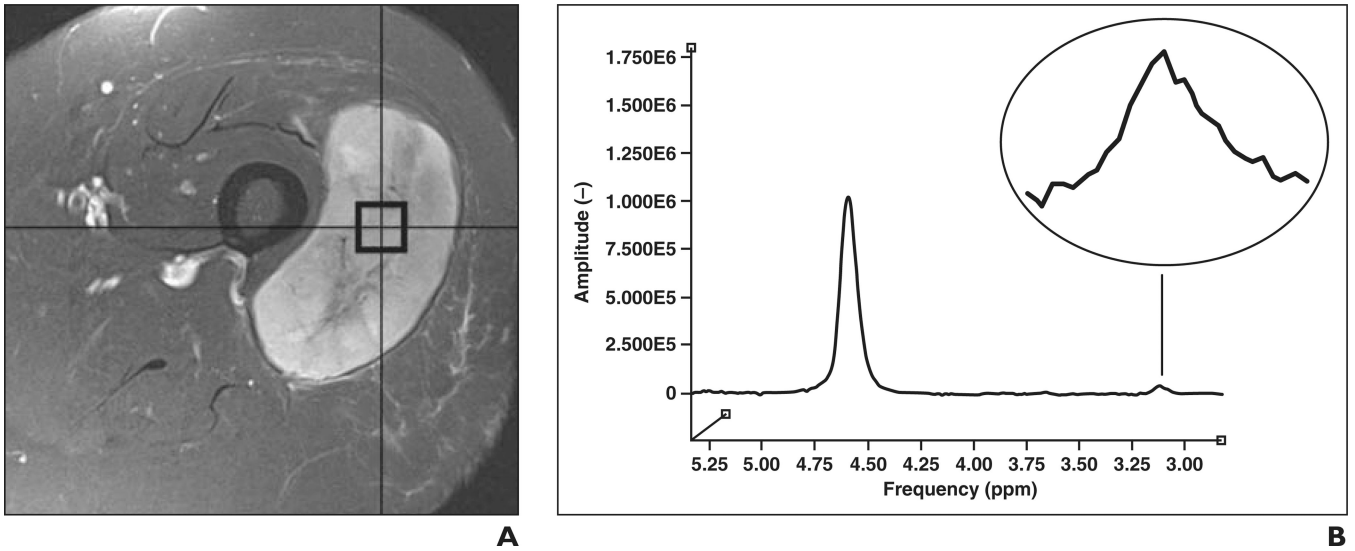 1.750E6
1.500E6
1.250E6
1.000E6
7.500E5
5.000E5
2.500E5
0
Amplitude (–)
5.25 5.00 4.75 4.50 4.25 4.00 3.75 3.50 3.25 3.00
Frequency (ppm)
A
B